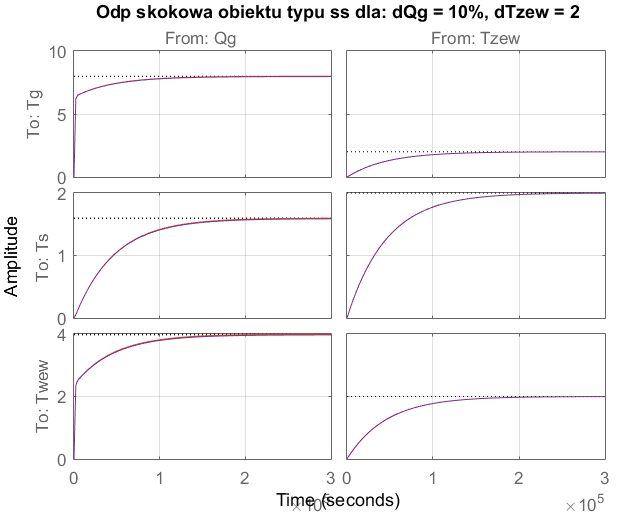 Odp skokowa obiektu typu ss dla: dQg = 10%, dTzew = 2
From: Qg
From: Tzew
To: Tg
10
5
0
To: Ts
2
1
0
To: Twew
4
2
0
Amplitude
0 1 2 3
0 1 2 3
×10⁵
Time (seconds)
×10⁵